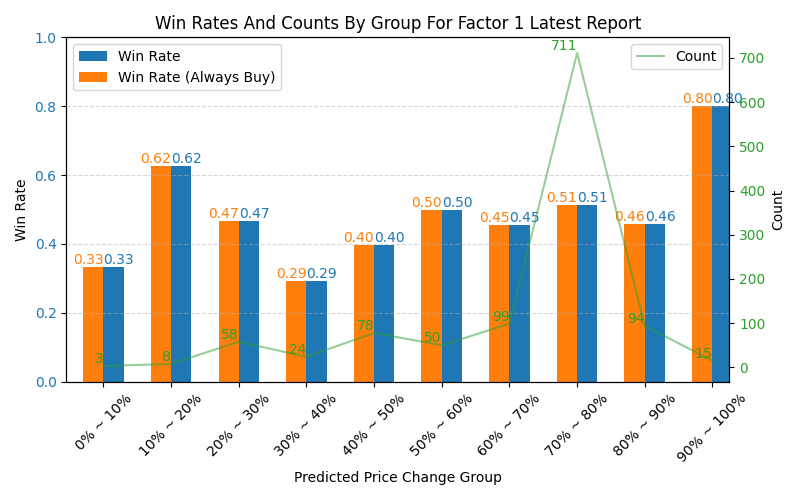 Win Rates And Counts By Group For Factor 1 Latest Report
Win Rate
Win Rate (Always Buy)
Count
1.0
0.8
0.6
0.4
0.2
0.0
Win Rate
700
600
500
400
300
200
100
0
Count
0.33 0.33
0.62 0.62
0.47 0.47
0.29 0.29
0.40 0.40
0.50 0.50
0.45 0.45
0.51 0.51
0.46 0.46
0.80 0.80
3
8
58
24
78
50
99
711
94
15
0% ~ 10%
10% ~ 20%
20% ~ 30%
30% ~ 40%
40% ~ 50%
50% ~ 60%
60% ~ 70%
70% ~ 80%
80% ~ 90%
90% ~ 100%
Predicted Price Change Group